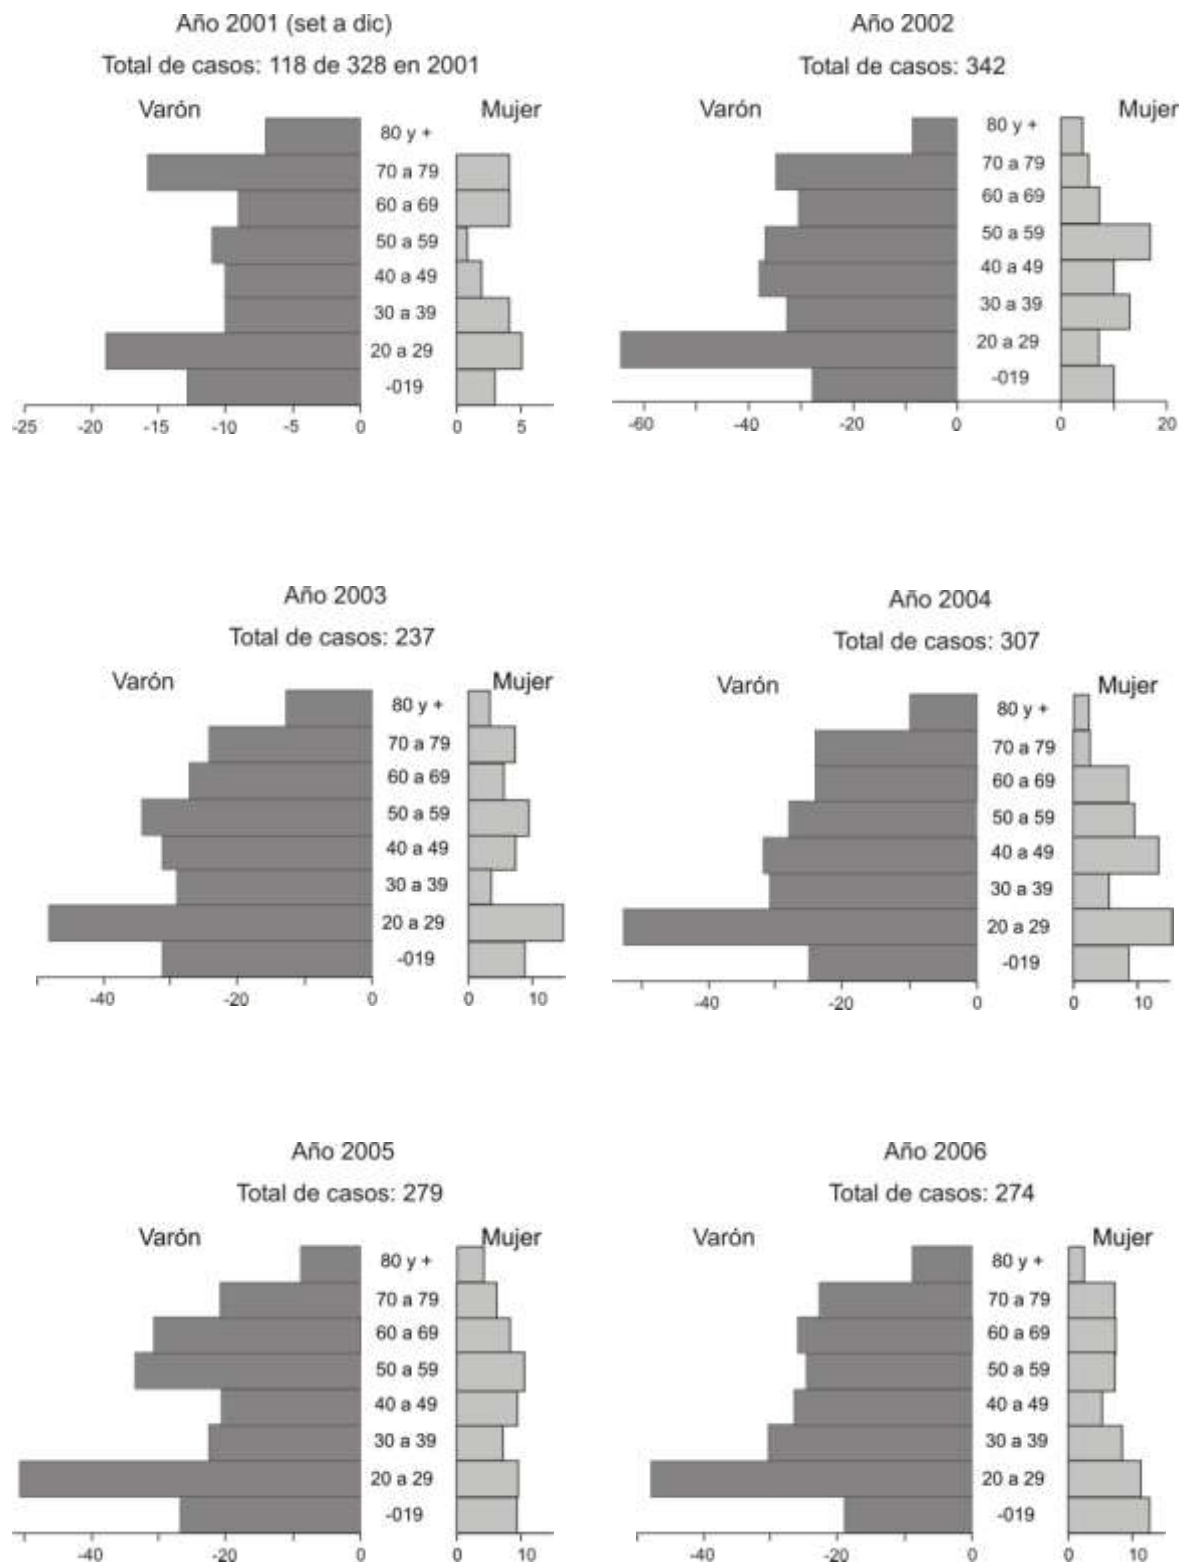 Año 2001 (set a dic)
Total de casos: 118 de 328 en 2001
Varón Mujer
80 y +
70 a 79
60 a 69
50 a 59
40 a 49
30 a 39
20 a 29
-019
-25 -20 -15 -10 -5 0 0 5
Año 2002
Total de casos: 342
Varón Mujer
80 y +
70 a 79
60 a 69
50 a 59
40 a 49
30 a 39
20 a 29
-019
-60 -40 -20 0 0 20
Año 2003
Total de casos: 237
Varón Mujer
80 y +
70 a 79
60 a 69
50 a 59
40 a 49
30 a 39
20 a 29
-019
-40 -20 0 0 10
Año 2004
Total de casos: 307
Varón Mujer
80 y +
70 a 79
60 a 69
50 a 59
40 a 49
30 a 39
20 a 29
-019
-40 -20 0 0 10
Año 2005
Total de casos: 279
Varón Mujer
80 y +
70 a 79
60 a 69
50 a 59
40 a 49
30 a 39
20 a 29
-019
-40 -20 0 0 10
Año 2006
Total de casos: 274
Varón Mujer
80 y +
70 a 79
60 a 69
50 a 59
40 a 49
30 a 39
20 a 29
-019
-40 -20 0 0 10